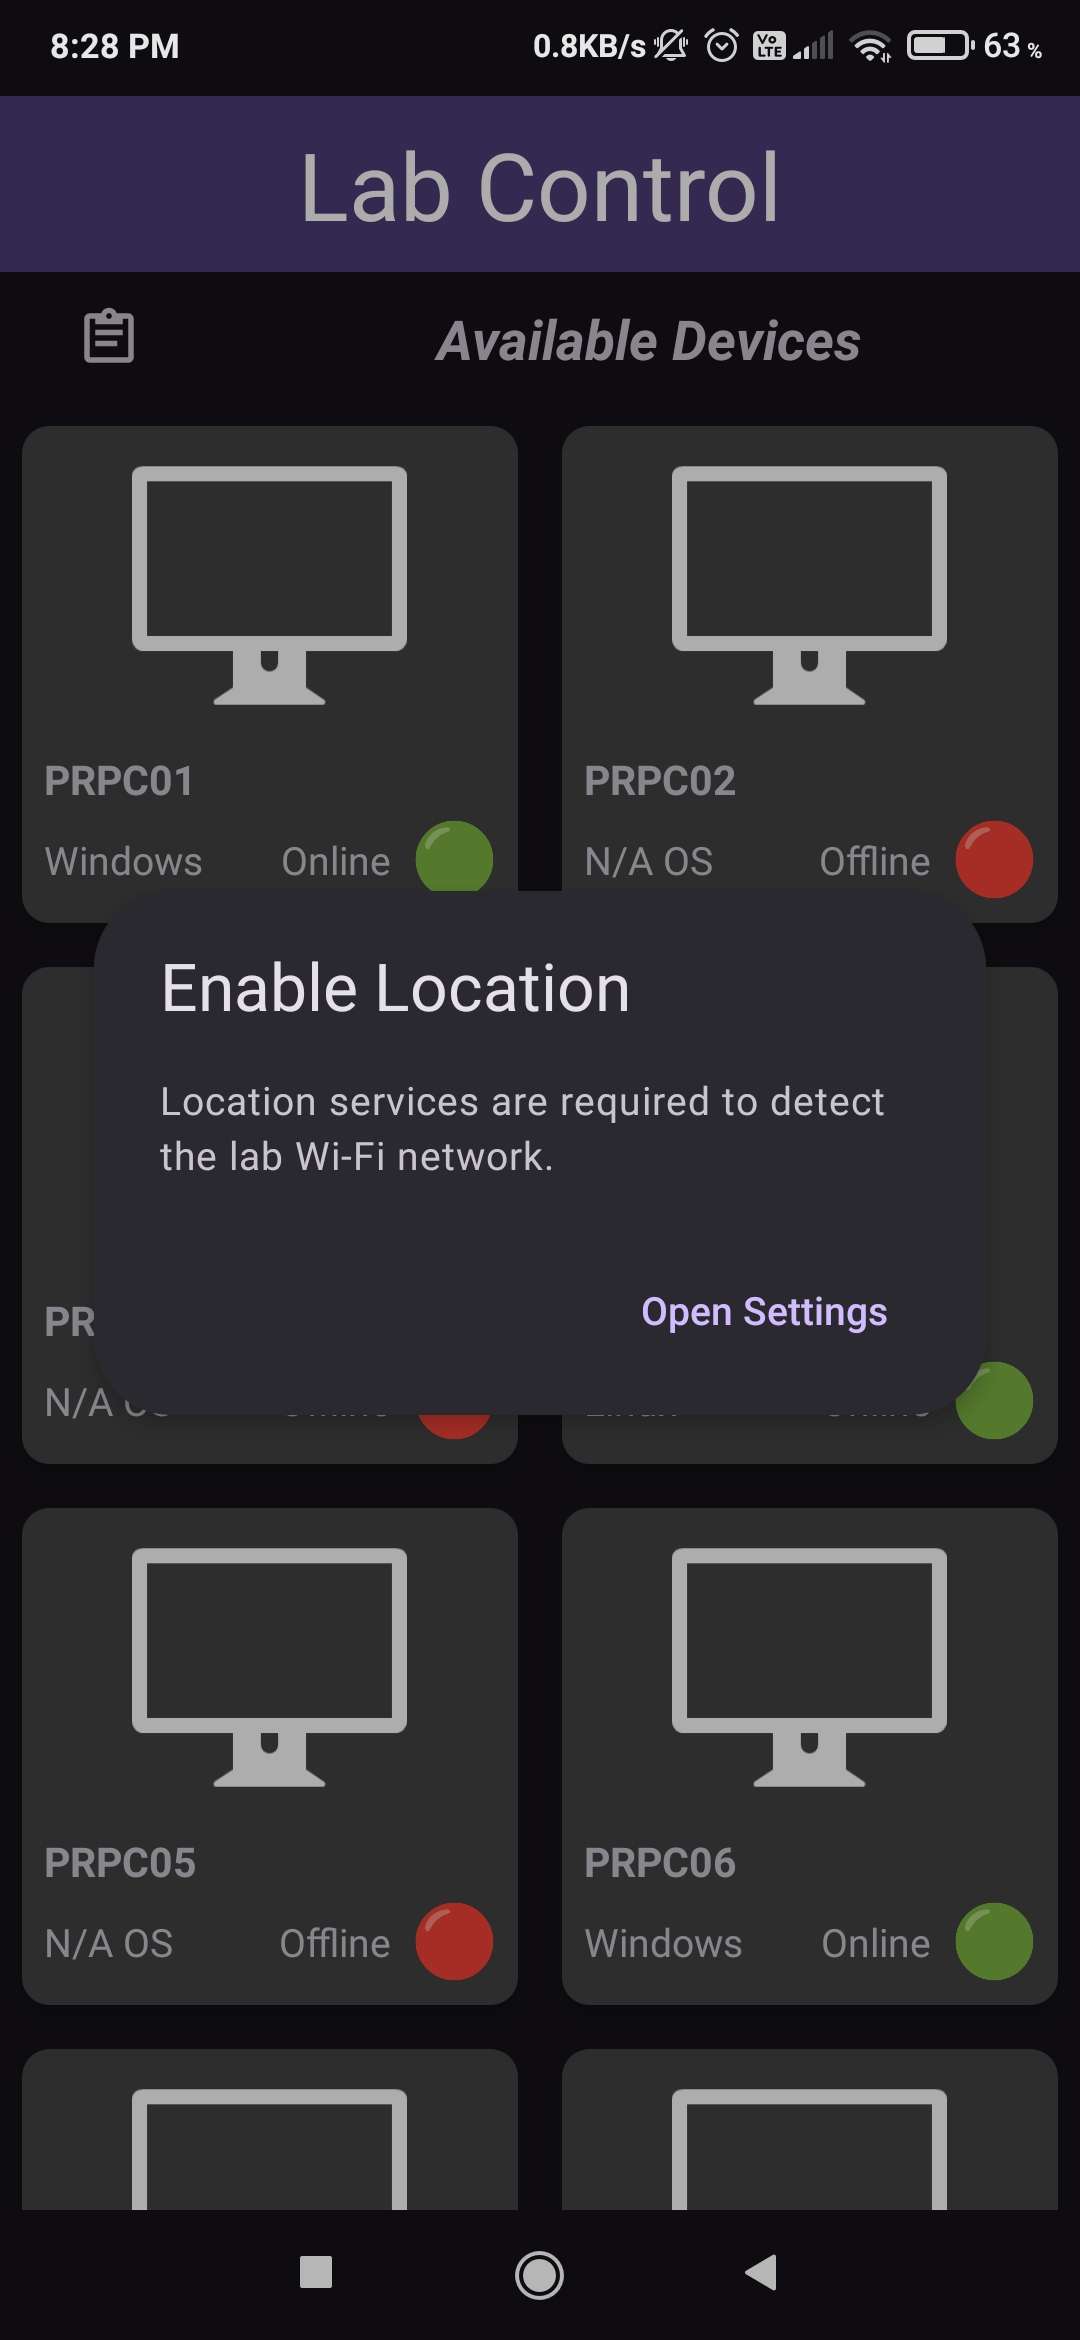 8:28 PM 0.8KB/s Vo LTE 63 %
Lab Control
Available Devices
PRPC01 PRPC02
Windows Online N/A OS Offline
Enable Location
Location services are required to detect
the lab Wi-Fi network.
Open Settings
PR
N/A
PRPC05 PRPC06
N/A OS Offline Windows Online